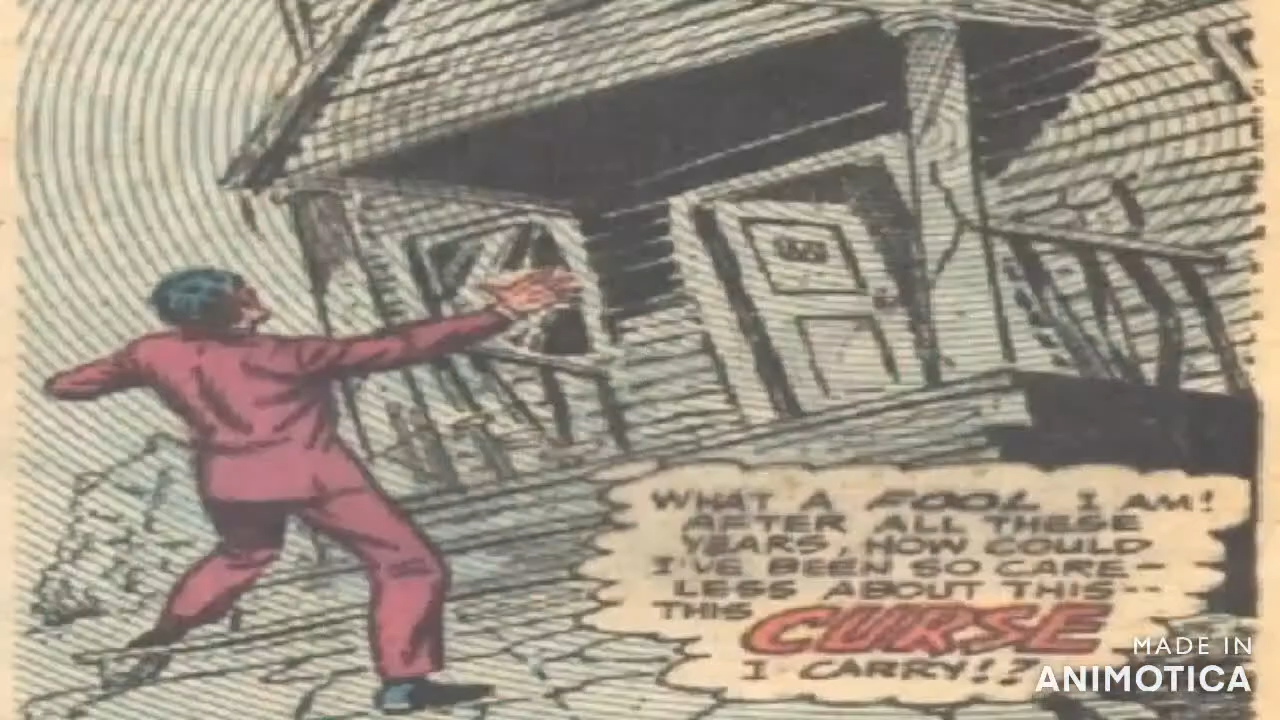 WHAT A FOOL I AM!
AFTER ALL THESE
YEARS, HOW COULD
I'VE BEEN SO CARE-
LESS ABOUT THIS--
THIS CURSE
I CARRY!?
MADE IN
ANIMOTICA